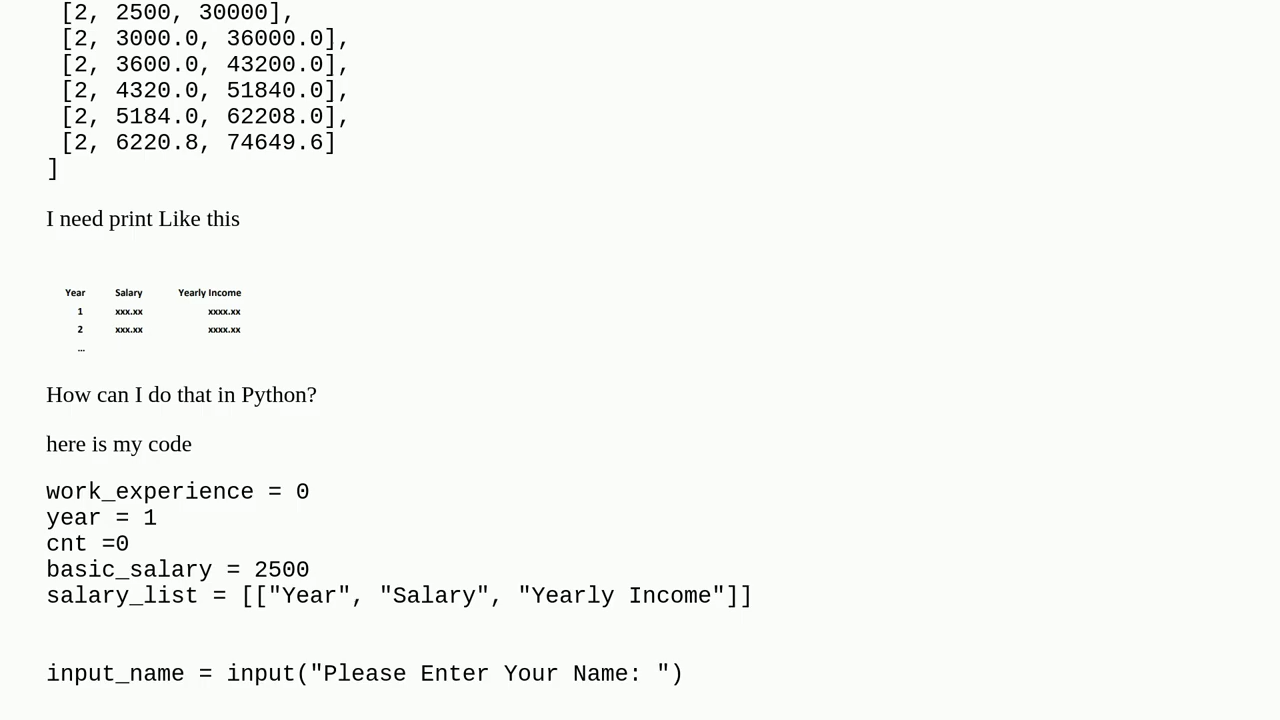 [2, 2500, 30000],
[2, 3000.0, 36000.0],
[2, 3600.0, 43200.0],
[2, 4320.0, 51840.0],
[2, 5184.0, 62208.0],
[2, 6220.8, 74649.6]
]
I need print Like this
Year Salary Yearly Income
1 xxx.xx xxxx.xx
2 xxx.xx xxxx.xx
...
How can I do that in Python?
here is my code
work_experience = 0
year = 1
cnt =0
basic_salary = 2500
salary_list = [["Year", "Salary", "Yearly Income"]]
input_name = input("Please Enter Your Name: ")